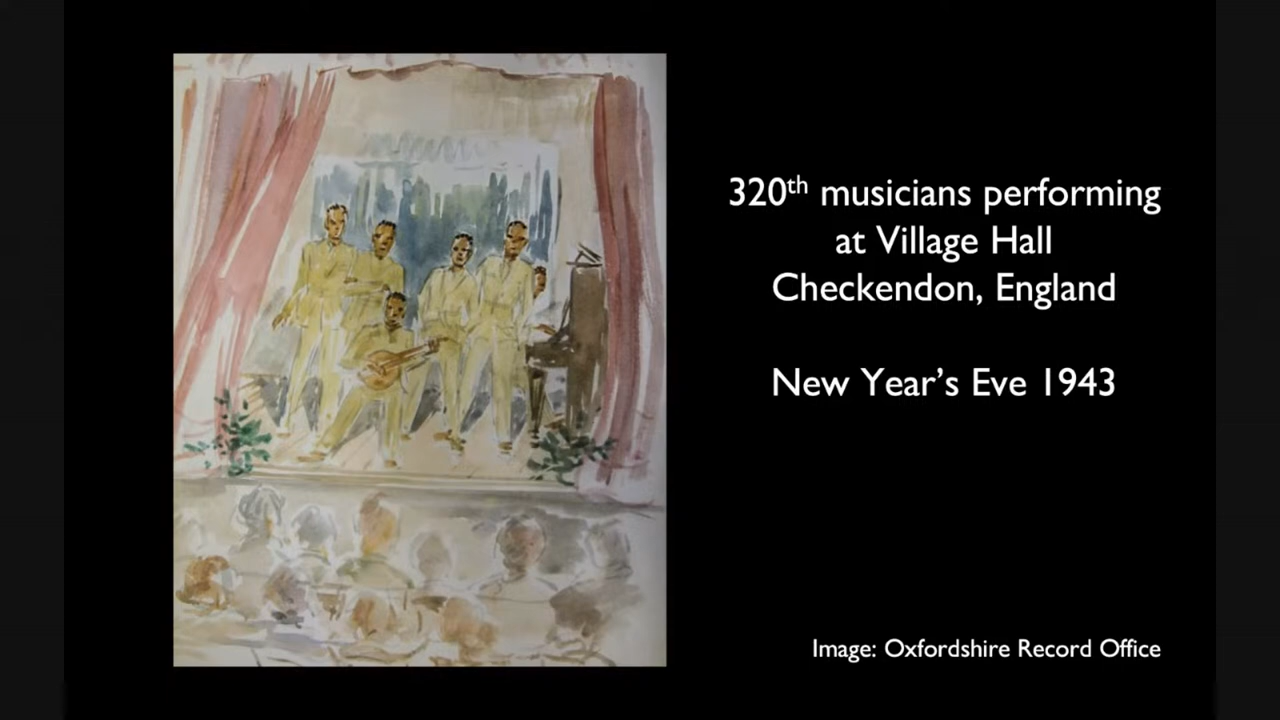 320th musicians performing
at Village Hall
Checkendon, England
New Year's Eve 1943
Image: Oxfordshire Record Office